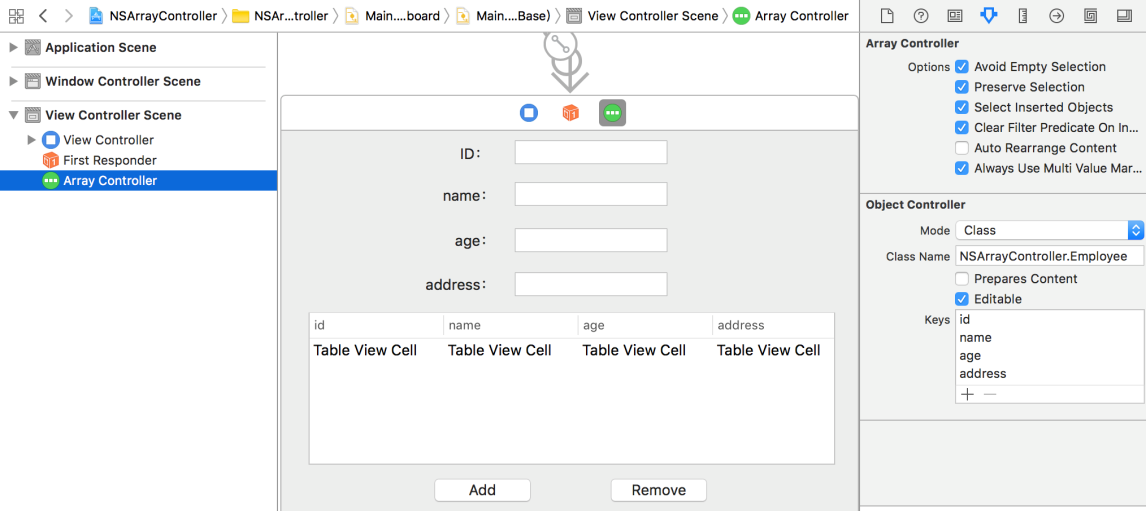 NSArrayController NSAr...troller Main....board Main....Base) View Controller Scene Array Controller
Application Scene
Window Controller Scene
View Controller Scene
View Controller
First Responder
Array Controller
ID:
name:
age:
address:
id name age address
Table View Cell Table View Cell Table View Cell Table View Cell
Add Remove
Array Controller
Options Avoid Empty Selection
Preserve Selection
Select Inserted Objects
Clear Filter Predicate On In...
Auto Rearrange Content
Always Use Multi Value Mar...
Object Controller
Mode Class
Class Name NSArrayController.Employee
Prepares Content
Editable
Keys id
name
age
address